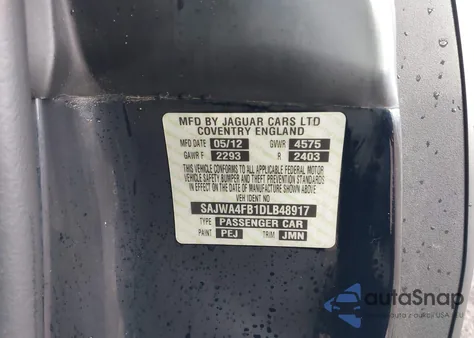 MFD BY JAGUAR CARS LTD
COVENTRY ENGLAND
MFD DATE 05/12 GVWR 4575
GAWR F 2293 R 2403
THIS VEHICLE CONFORMS TO ALL APPLICABLE FEDERAL MOTOR
VEHICLE SAFETY BUMPER AND THEFT PREVENTION STANDARDS
IN EFFECT ON THE DATE OF MANUFACTURE SHOWN ABOVE
VEH IDENT NO
SAJWA4FB1DLB48917
TYPE PASSENGER CAR
PAINT PEJ TRIM JMN
autoSnap